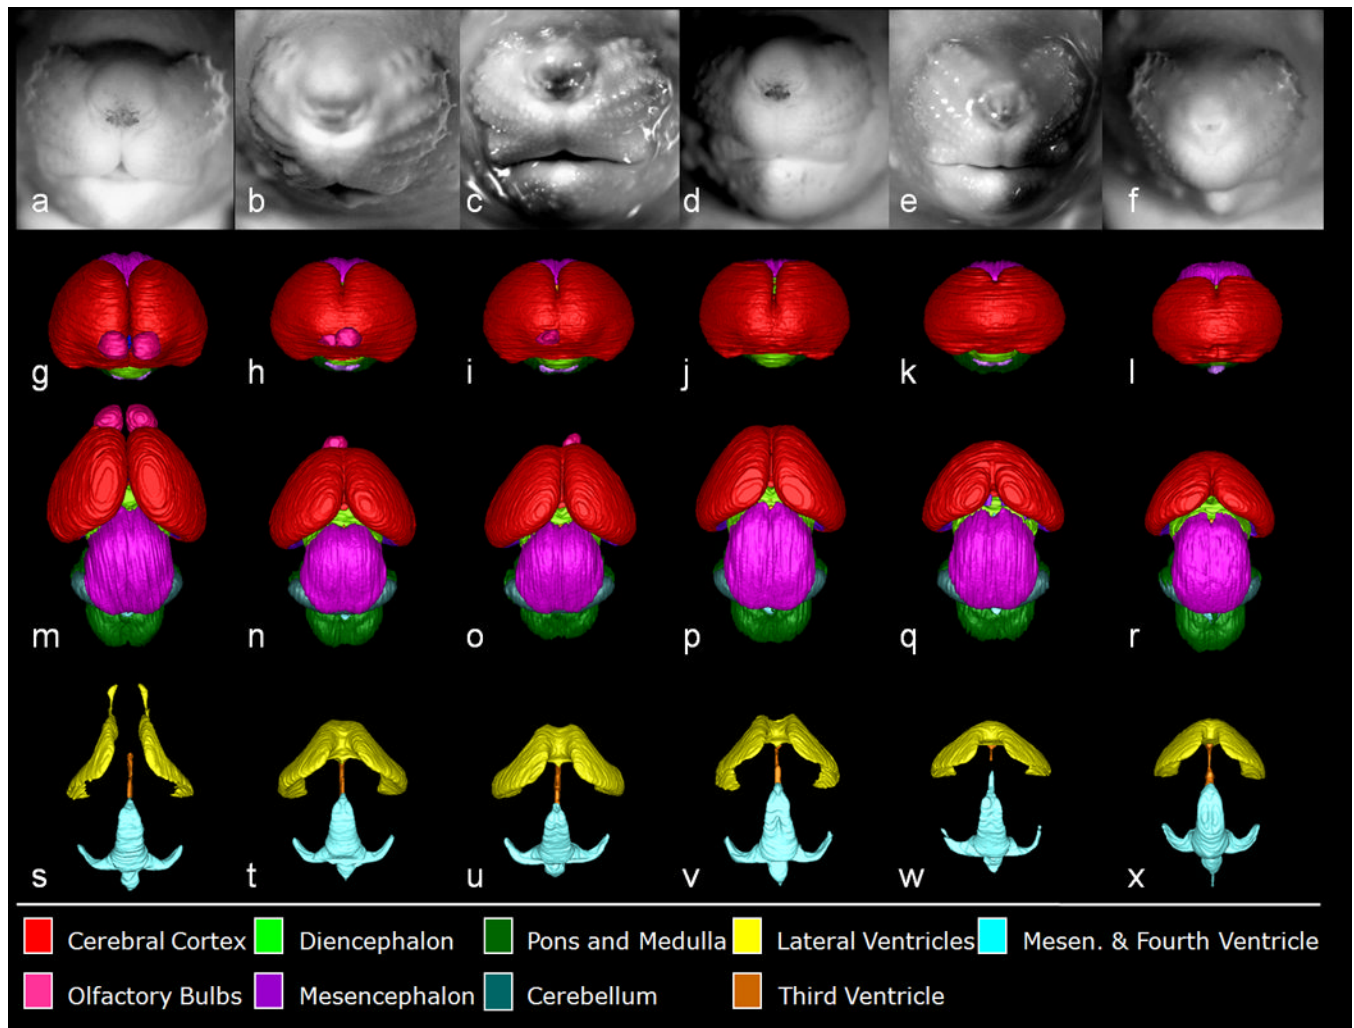 a b c d e f
g h i j k l
m n o p q r
s t u v w x
Cerebral Cortex Diencephalon Pons and Medulla Lateral Ventricles Mesen. & Fourth Ventricle
Olfactory Bulbs Mesencephalon Cerebellum Third Ventricle